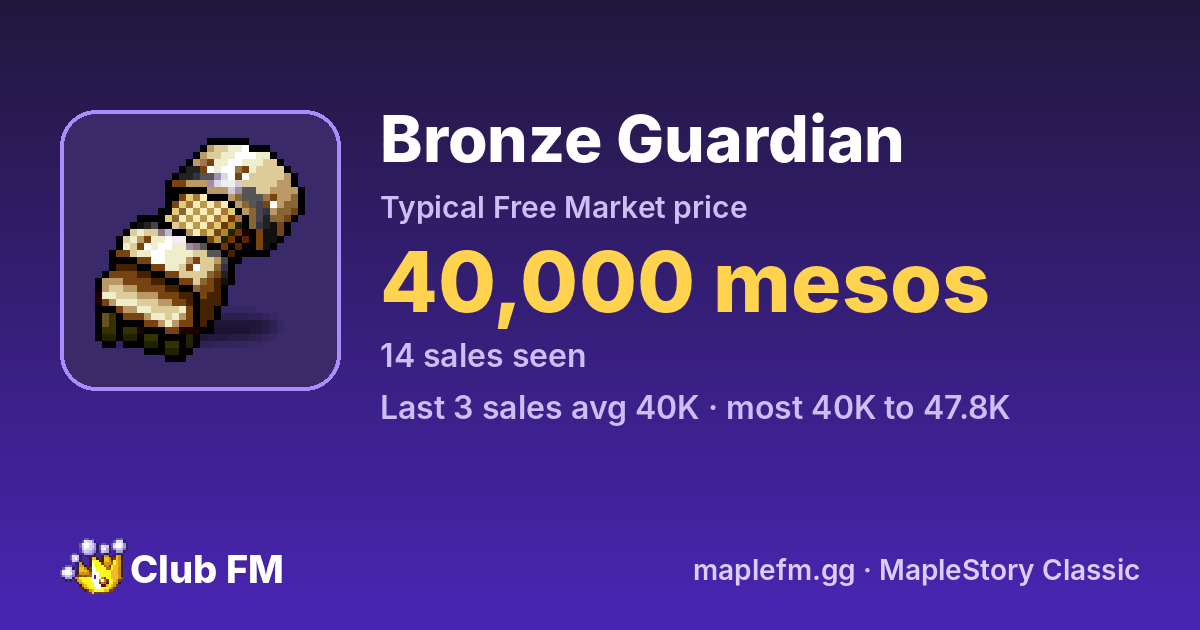 Bronze Guardian
Typical Free Market price
40,000 mesos
14 sales seen
Last 3 sales avg 40K · most 40K to 47.8K
Club FM
maplefm.gg · MapleStory Classic